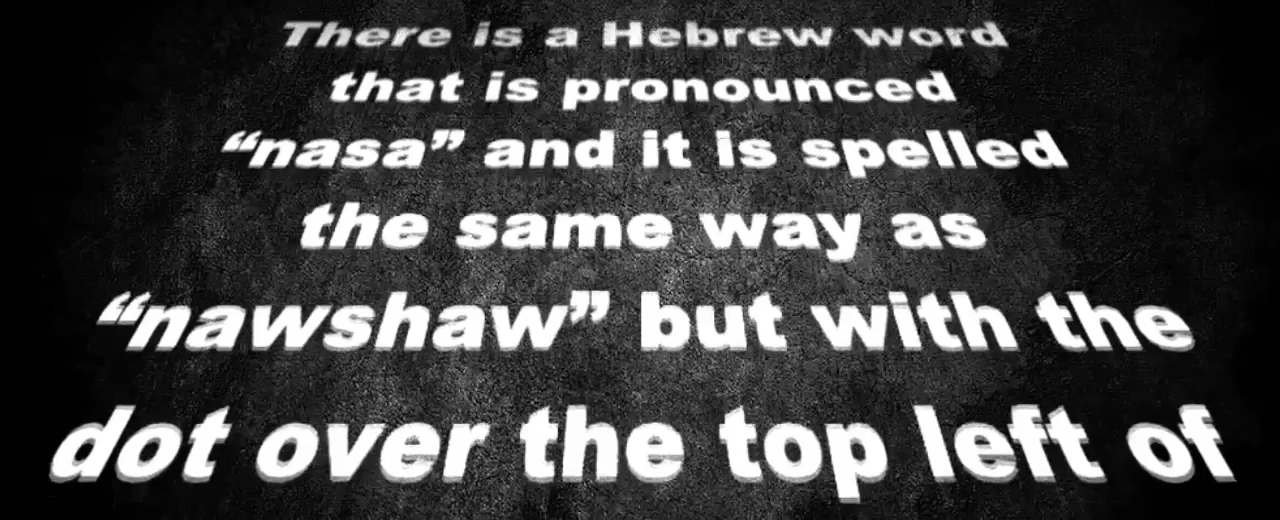 There is a Hebrew word
that is pronounced
“nasa” and it is spelled
the same way as
“nawshaw” but with the
dot over the top left of